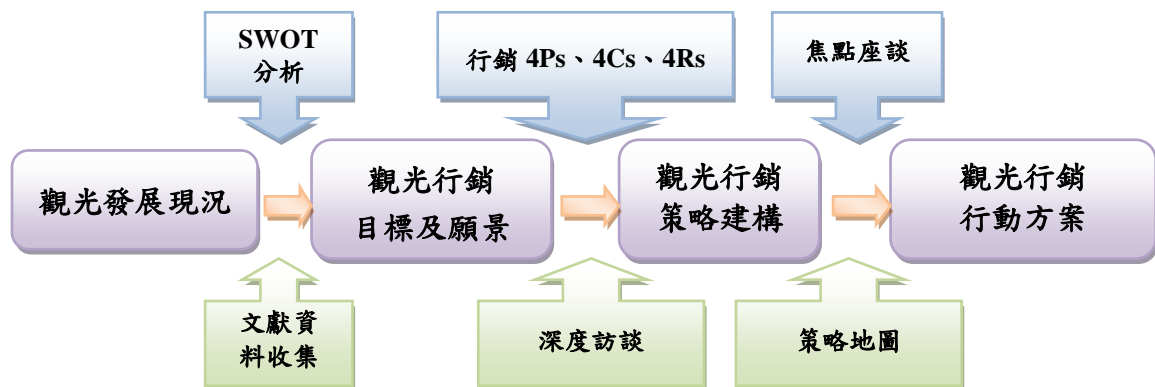 SWOT
分析
行銷 4Ps、4Cs、4Rs
焦點座談
觀光發展現況
觀光行銷
目標及願景
觀光行銷
策略建構
觀光行銷
行動方案
文獻資
料收集
深度訪談
策略地圖